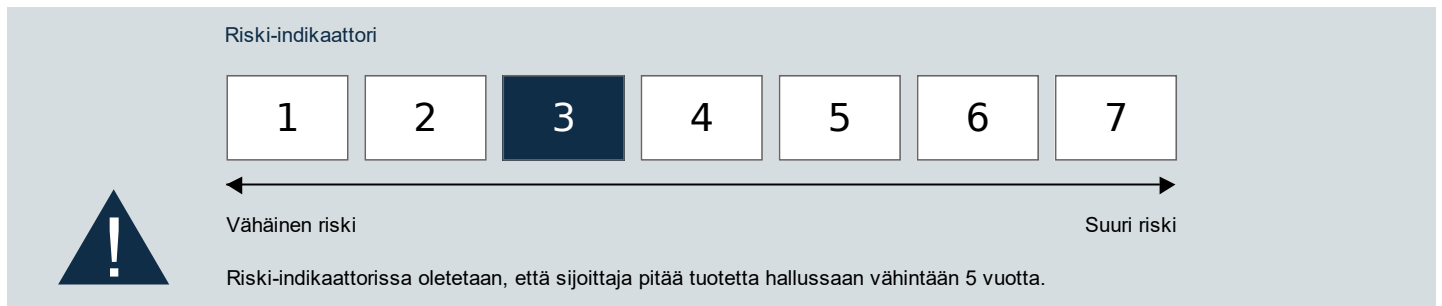 Riski-indikaattori
1 2 3 4 5 6 7
Vähäinen riski Suuri riski
!
Riski-indikaattorissa oletetaan, että sijoittaja pitää tuotetta hallussaan vähintään 5 vuotta.